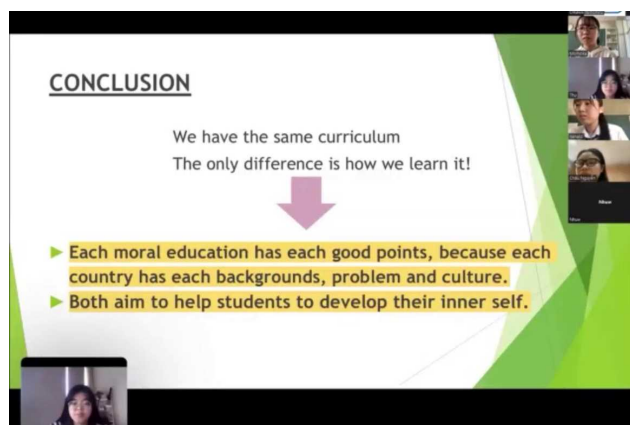 CONCLUSION
We have the same curriculum
The only difference is how we learn it!
Each moral education has each good points, because each
country has each backgrounds, problem and culture.
Both aim to help students to develop their inner self.